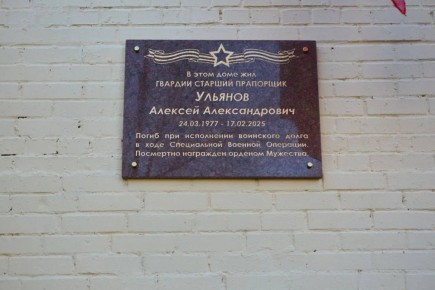 В этом доме жил
ГВАРДИИ СТАРШИЙ ПРАПОРЩИК
УЛЬЯНОВ
Алексей Александрович
24.03.1977 - 17.02.2025
Погиб при исполнении воинского долга
в ходе Специальной Военной Операции.
Посмертно награжден орденом Мужества.